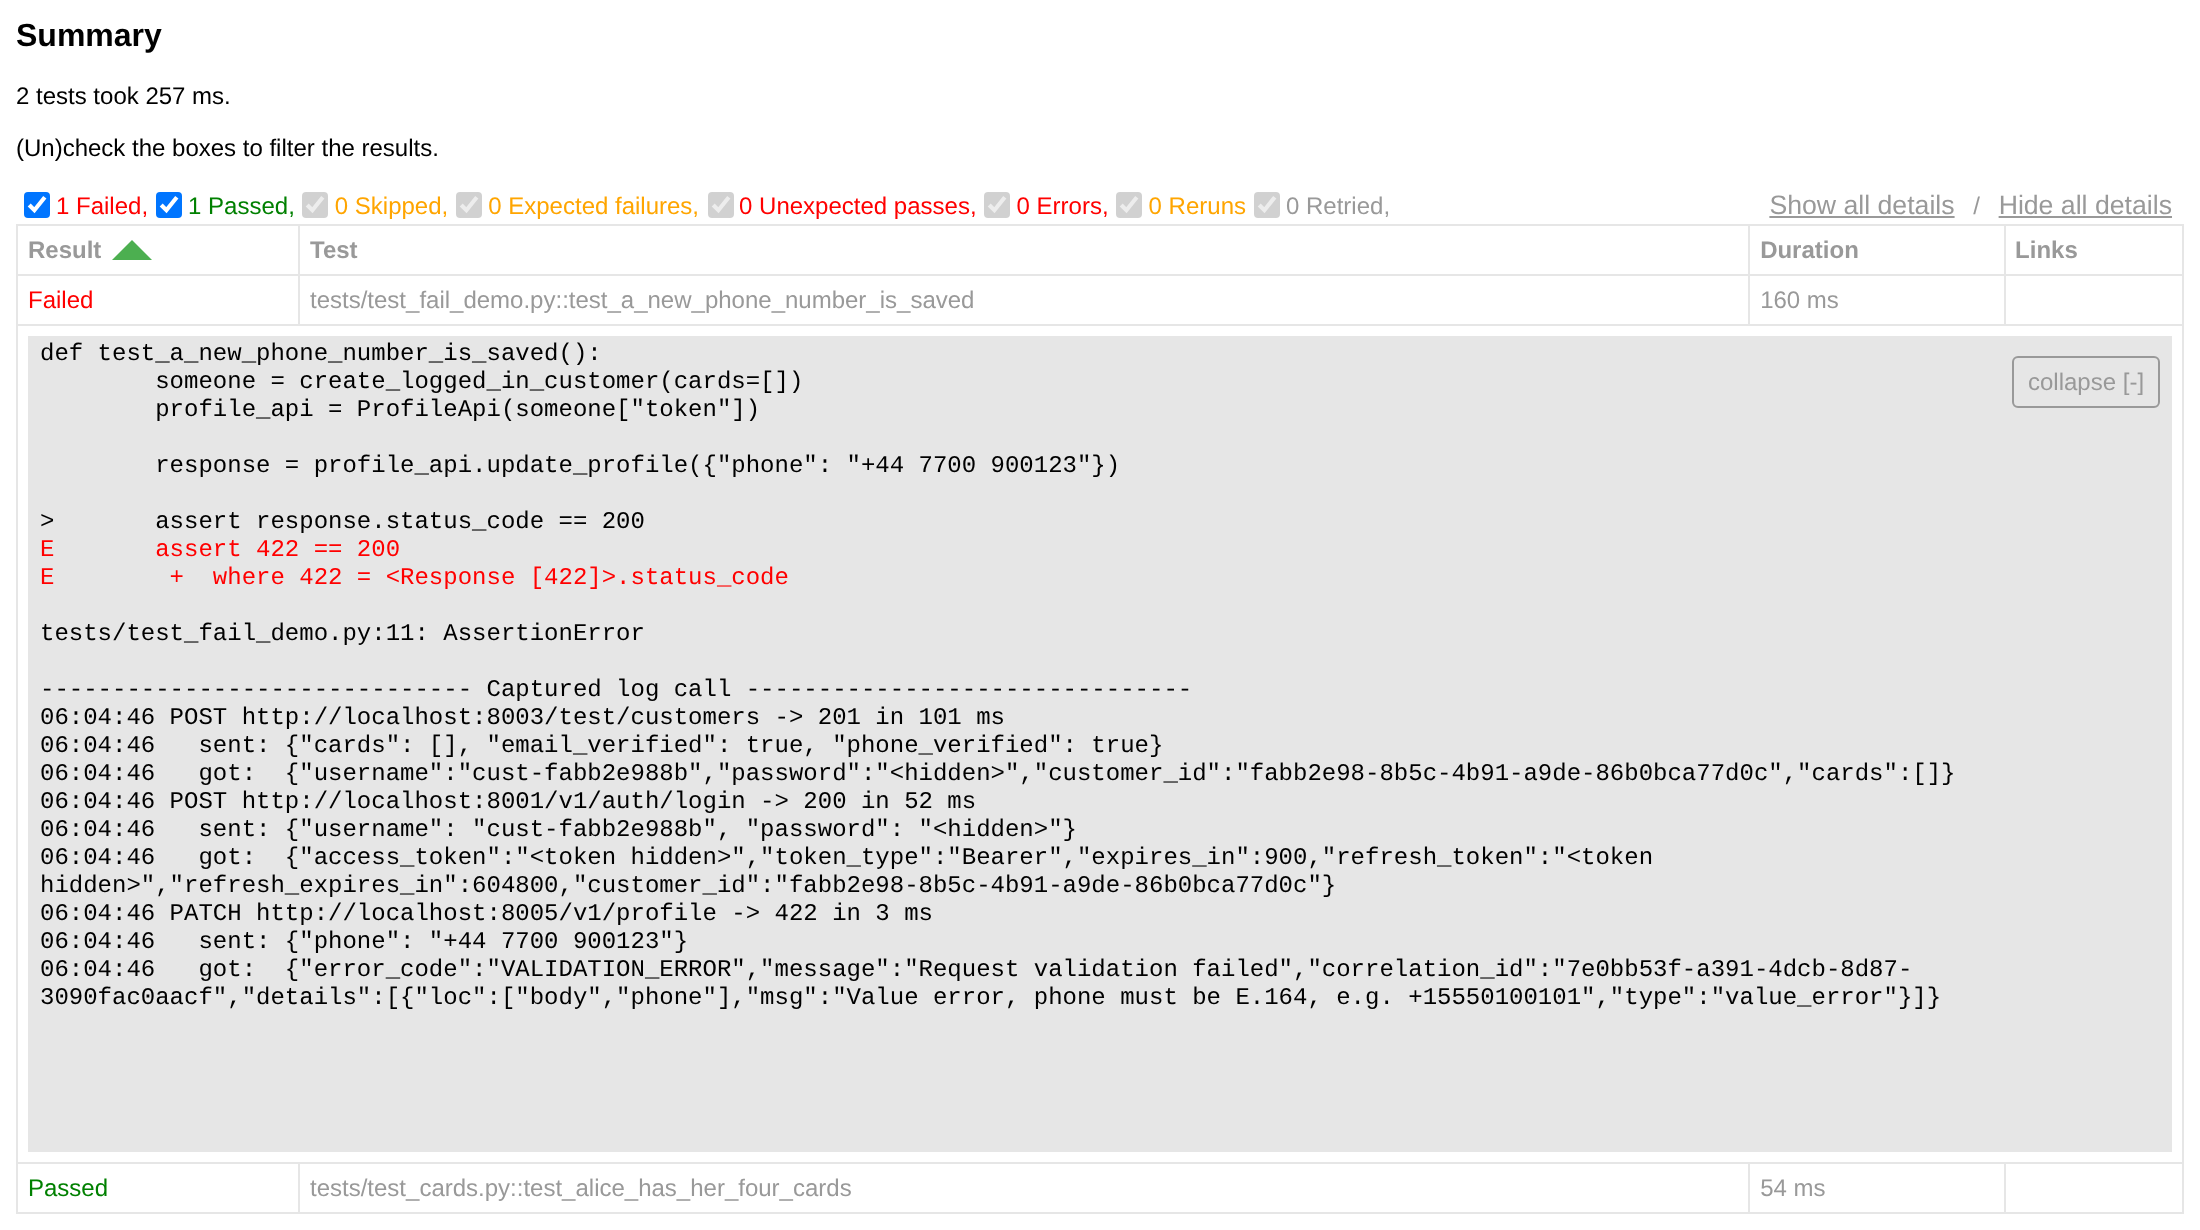 Summary
2 tests took 257 ms.
(Un)check the boxes to filter the results.
1 Failed, 1 Passed, 0 Skipped, 0 Expected failures, 0 Unexpected passes, 0 Errors, 0 Reruns 0 Retried, Show all details / Hide all details
Result Test Duration Links
Failed tests/test_fail_demo.py::test_a_new_phone_number_is_saved 160 ms
def test_a_new_phone_number_is_saved():
        someone = create_logged_in_customer(cards=[])
collapse [-]
        profile_api = ProfileApi(someone["token"])
        response = profile_api.update_profile({"phone": "+44 7700 900123"})
>       assert response.status_code == 200
E       assert 422 == 200
E        +  where 422 = <Response [422]>.status_code
tests/test_fail_demo.py:11: AssertionError
------------------------------ Captured log call -------------------------------
06:04:46 POST http://localhost:8003/test/customers -> 201 in 101 ms
06:04:46   sent: {"cards": [], "email_verified": true, "phone_verified": true}
06:04:46   got:  {"username":"cust-fabb2e988b","password":"<hidden>","customer_id":"fabb2e98-8b5c-4b91-a9de-86b0bca77d0c","cards":[]}
06:04:46 POST http://localhost:8001/v1/auth/login -> 200 in 52 ms
06:04:46   sent: {"username": "cust-fabb2e988b", "password": "<hidden>"}
06:04:46   got:  {"access_token":"<token hidden>","token_type":"Bearer","expires_in":900,"refresh_token":"<token
hidden>","refresh_expires_in":604800,"customer_id":"fabb2e98-8b5c-4b91-a9de-86b0bca77d0c"}
06:04:46 PATCH http://localhost:8005/v1/profile -> 422 in 3 ms
06:04:46   sent: {"phone": "+44 7700 900123"}
06:04:46   got:  {"error_code":"VALIDATION_ERROR","message":"Request validation failed","correlation_id":"7e0bb53f-a391-4dcb-8d87-
3090fac0aacf","details":[{"loc":["body","phone"],"msg":"Value error, phone must be E.164, e.g. +15550100101","type":"value_error"}]}
Passed tests/test_cards.py::test_alice_has_her_four_cards 54 ms